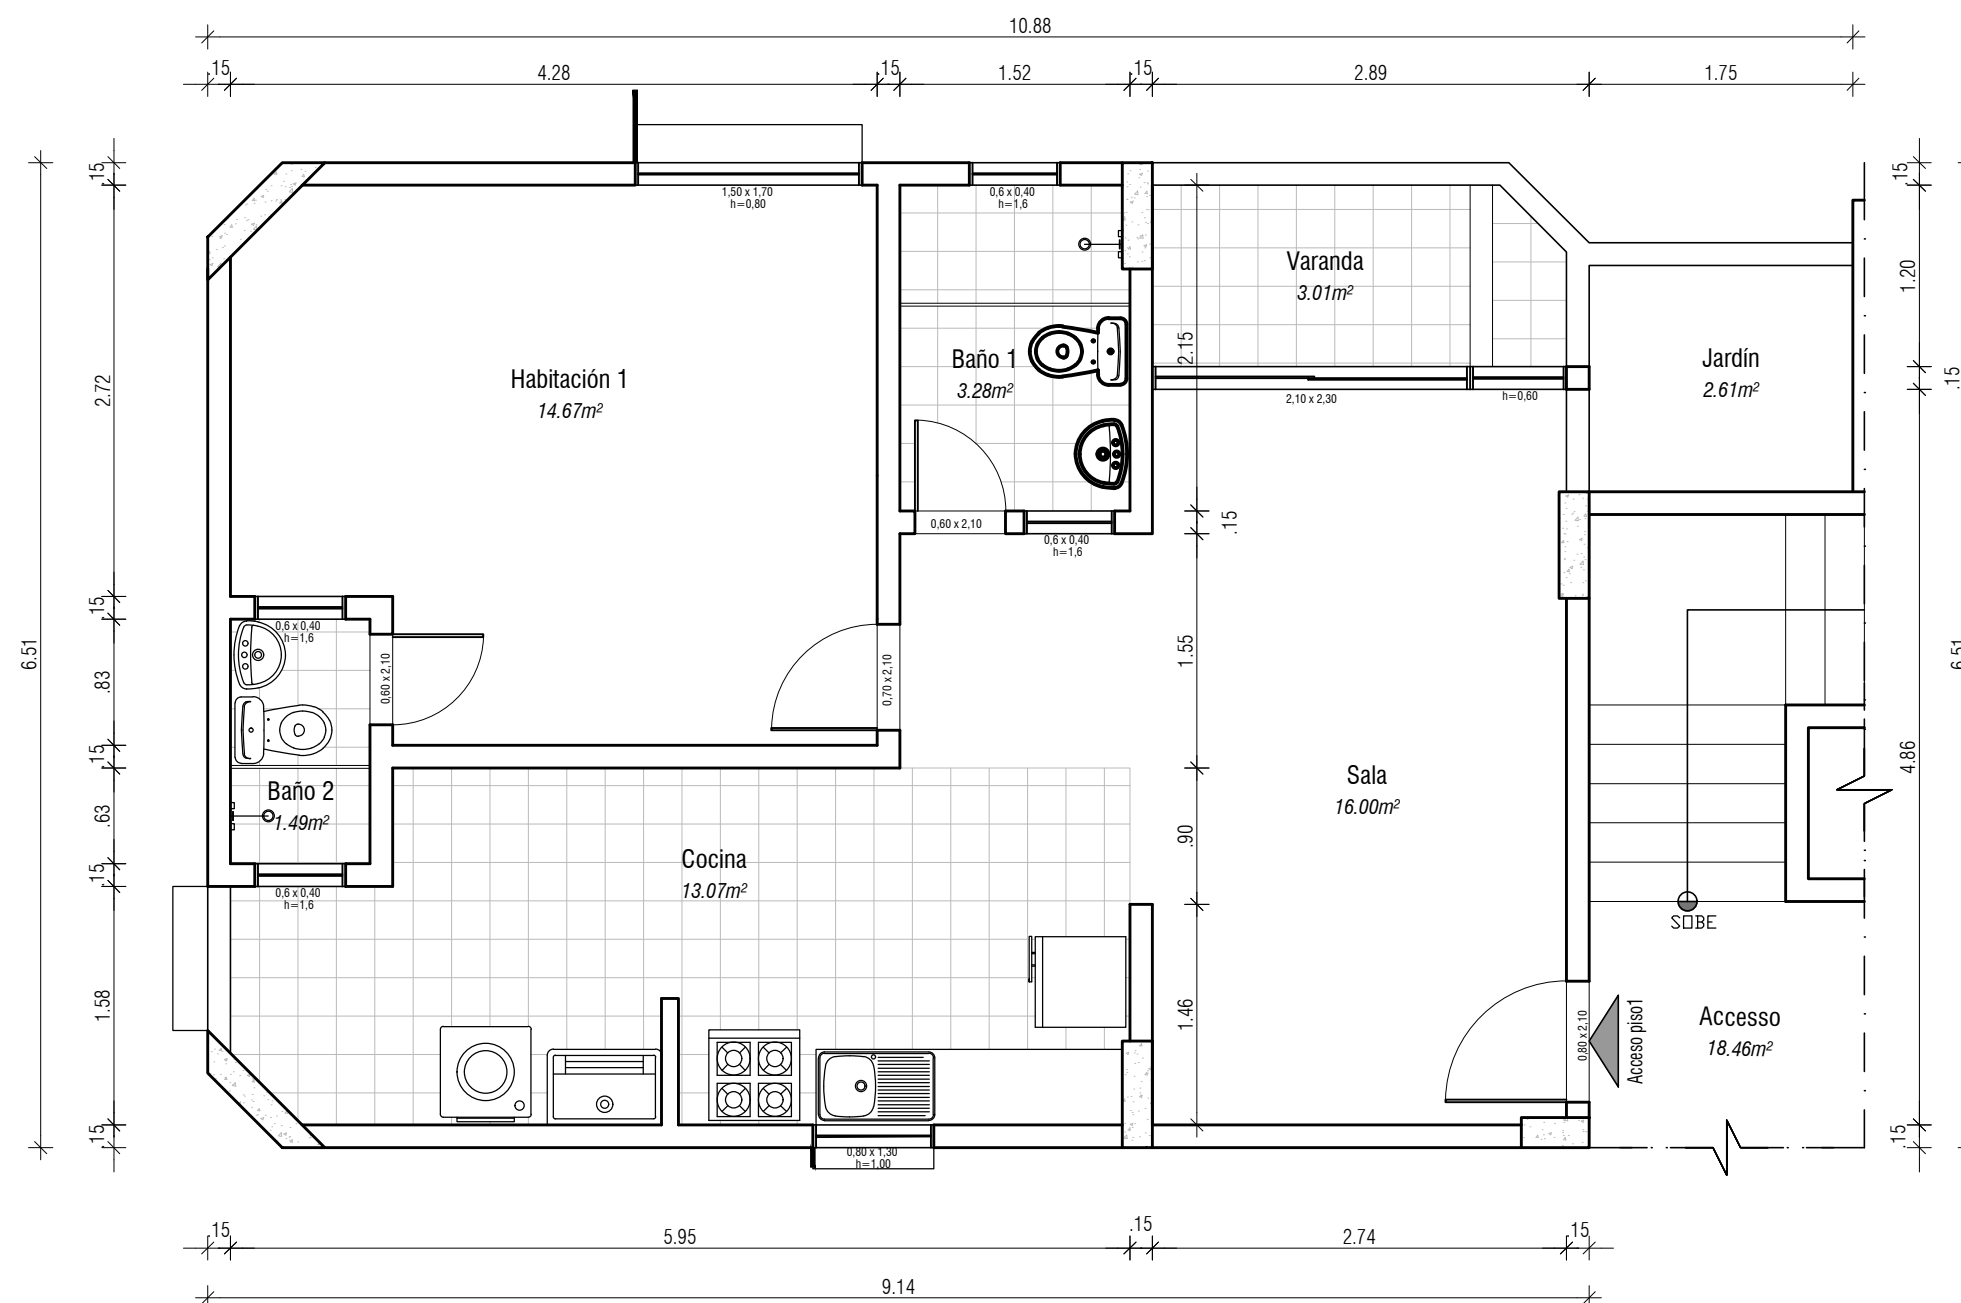 10.88
.15
4.28
.15
1.52
.15
2.89
1.75
.15
2.72
.15
.83
.15
.63
.15
1.58
.15
6.51
1,50 x 1,70
h=0,80
0,6 x 0,40
h=1,6
Habitación 1
14.67m²
Baño 1
3.28m²
0,60 x 2,10
0,6 x 0,40
h=1,6
Varanda
3.01m²
2,10 x 2,30
h=0,60
Jardín
2.61m²
2.15
.15
1.55
.90
1.46
.15
1.20
.15
4.86
.15
6.51
0,6 x 0,40
h=1,6
0,60 x 2,10
0,70 x 2,10
Baño 2
1.49m²
0,6 x 0,40
h=1,6
Cocina
13.07m²
Sala
16.00m²
SOBE
Accesso
18.46m²
0,80 x 2,10
Acceso piso1
0,80 x 1,30
h=1,00
.15
5.95
.15
2.74
.15
9.14